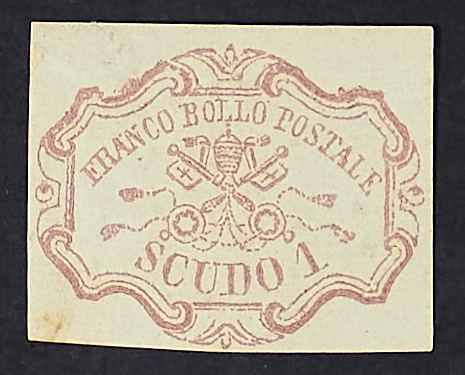 FRANCO BOLLO POSTALE
SCUDO 1